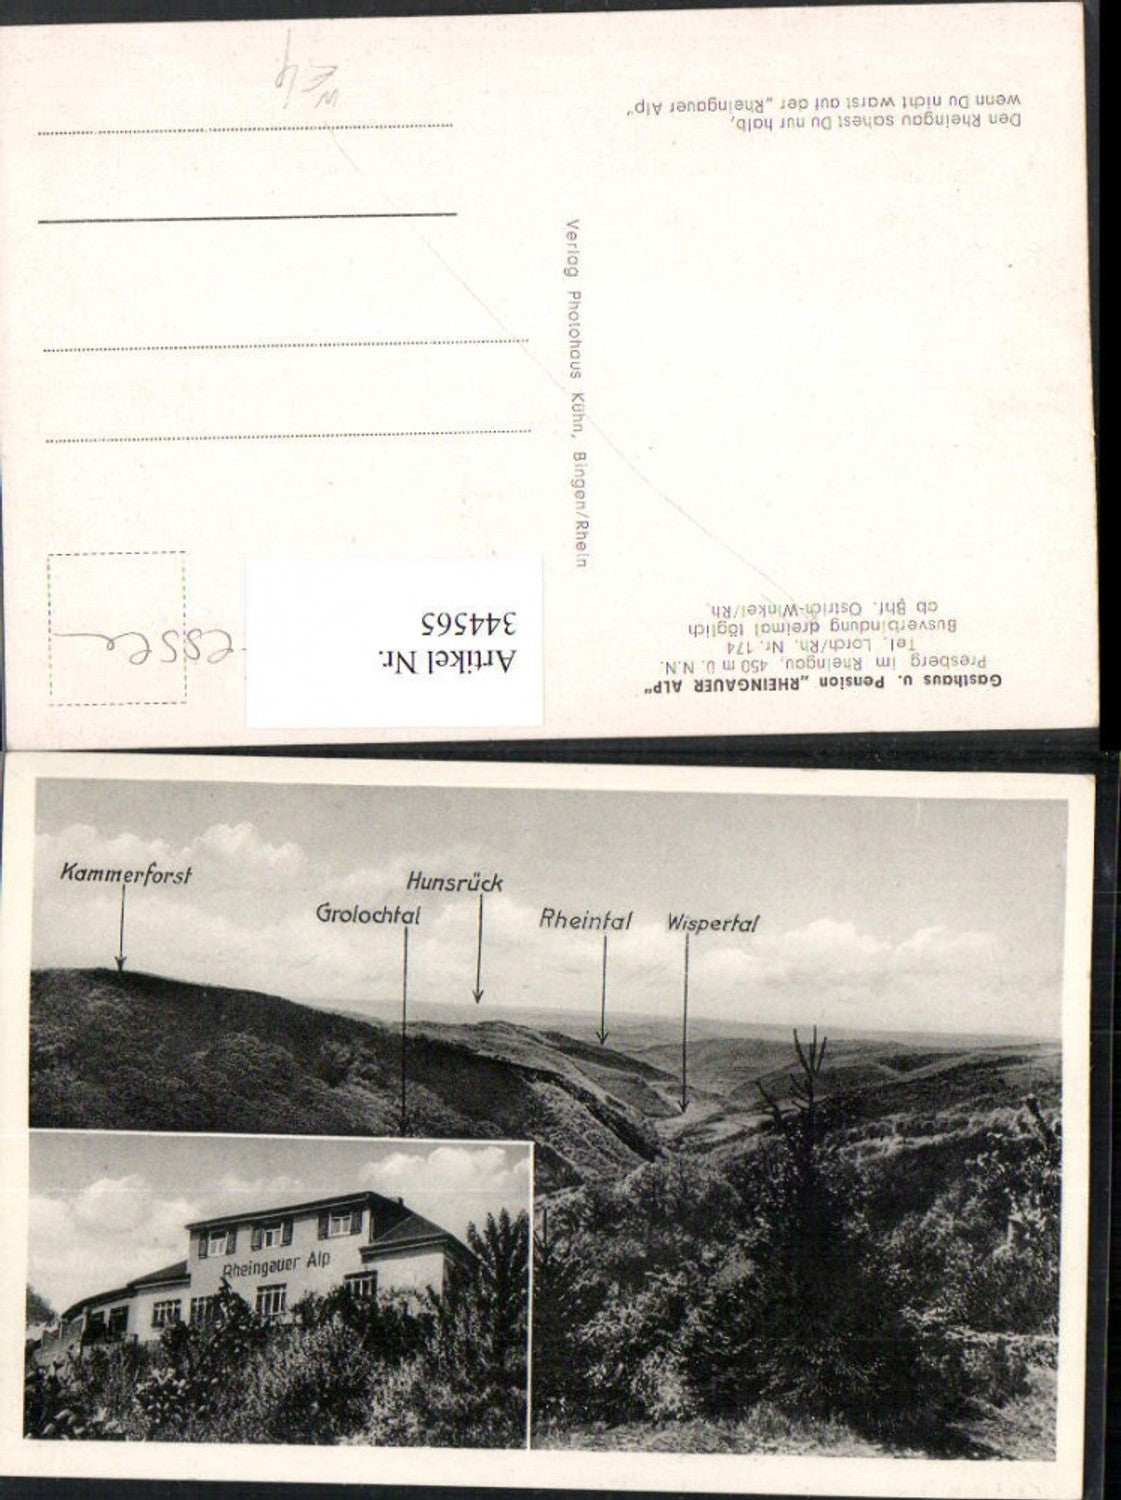 Gasthaus u. Pension „RHEINGAUER ALP“
Presberg im Rheingau, 450 m ü. N.N.
Tel. Lorch/Rh. Nr. 174
Busverbindung dreimal täglich
ab Bhf. Östrich-Winkel/Rh.
Den Rheingau sahest Du nur halb,
wenn Du nicht warst auf der „Rheingauer Alp“
Verlag Photohaus Kühn, Bingen/Rhein
Artikel Nr.
344565
Kammerforst
Hunsrück
Grolochtal
Rheintal
Wispertal
Rheingauer Alp